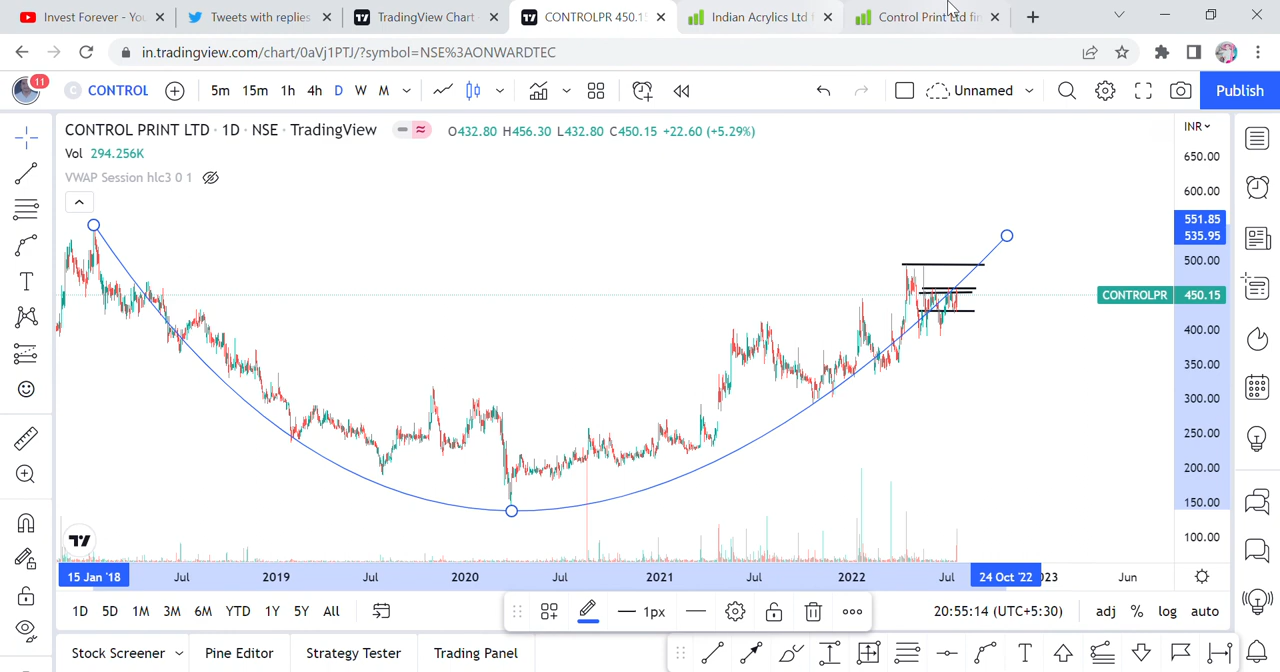 Invest Forever - You
Tweets with replies
TradingView Chart
CONTROLPR 450.15
Indian Acrylics Ltd f
Control Print Ltd fin
in.tradingview.com/chart/0aVj1PTJ/?symbol=NSE%3AONWARDTEC
11
C CONTROL
5m 15m 1h 4h D W M
Unnamed
Publish
CONTROL PRINT LTD · 1D · NSE · TradingView
O432.80 H456.30 L432.80 C450.15 +22.60 (+5.29%)
INR
Vol 294.256K
VWAP Session hlc3 0 1
650.00
600.00
551.85
535.95
500.00
CONTROLPR 450.15
400.00
350.00
300.00
250.00
200.00
150.00
100.00
15 Jan '18 Jul 2019 Jul 2020 Jul 2021 Jul 2022 Jul 24 Oct '22 23 Jun
1D 5D 1M 3M 6M YTD 1Y 5Y All
1px
20:55:14 (UTC+5:30)
adj % log auto
Stock Screener Pine Editor Strategy Tester Trading Panel